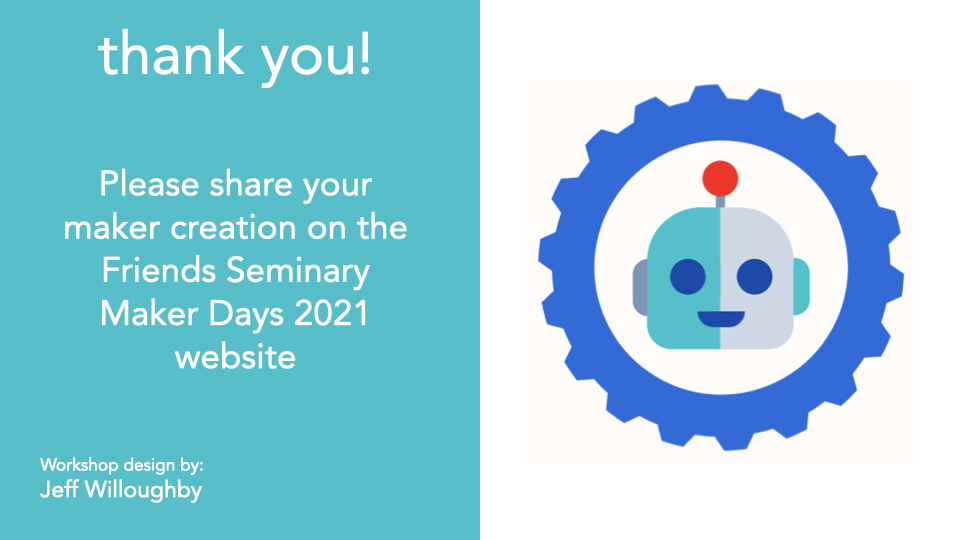 thank you!
Please share your
maker creation on the
Friends Seminary
Maker Days 2021
website
Workshop design by:
Jeff Willoughby